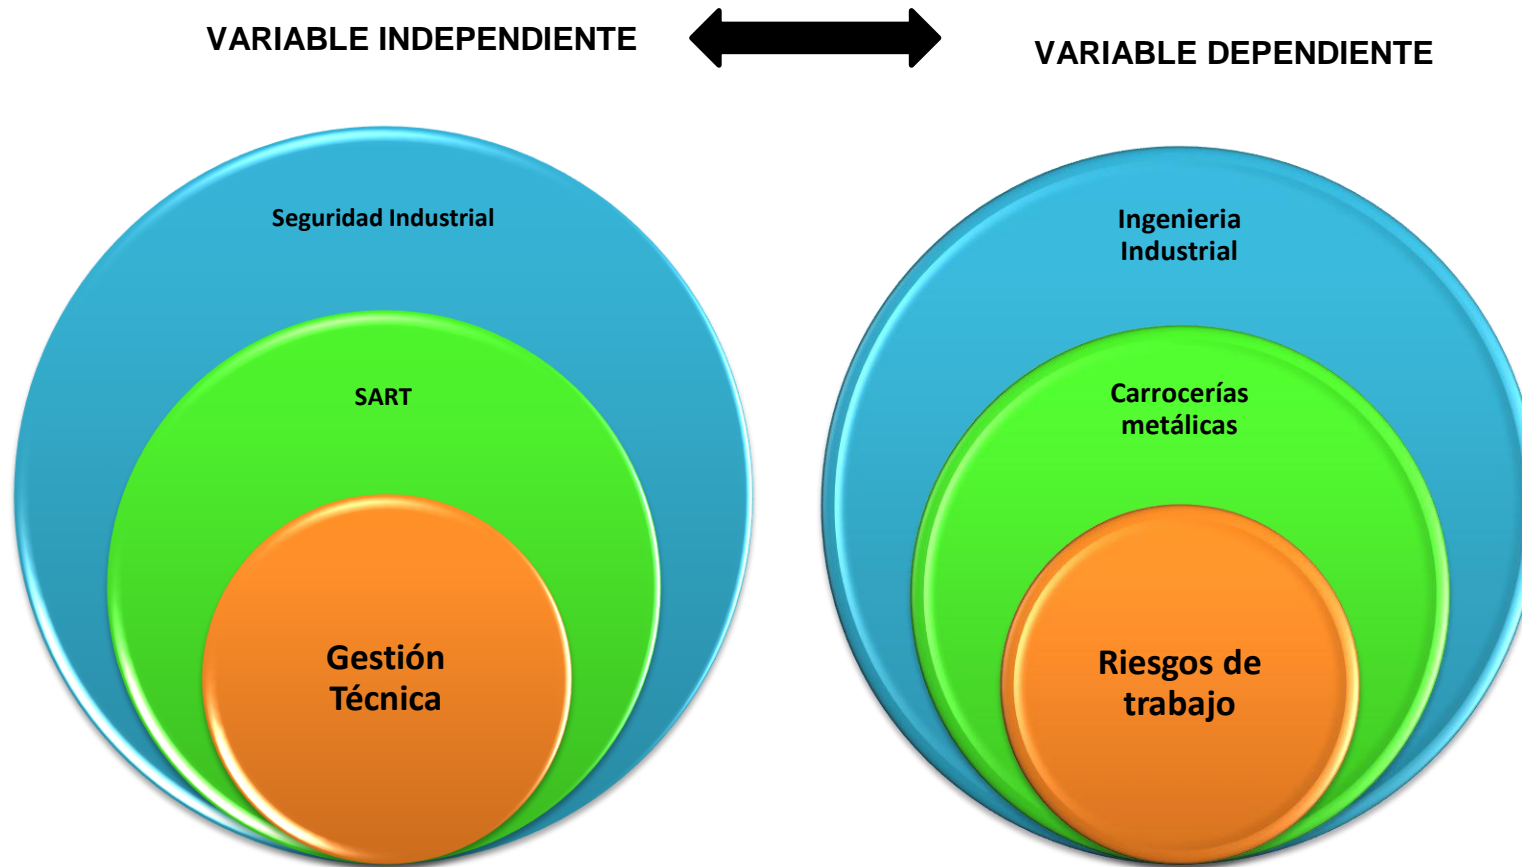 VARIABLE INDEPENDIENTE
VARIABLE DEPENDIENTE
Seguridad Industrial
SART
Gestión
Técnica
Ingenieria
Industrial
Carrocerías
metálicas
Riesgos de
trabajo